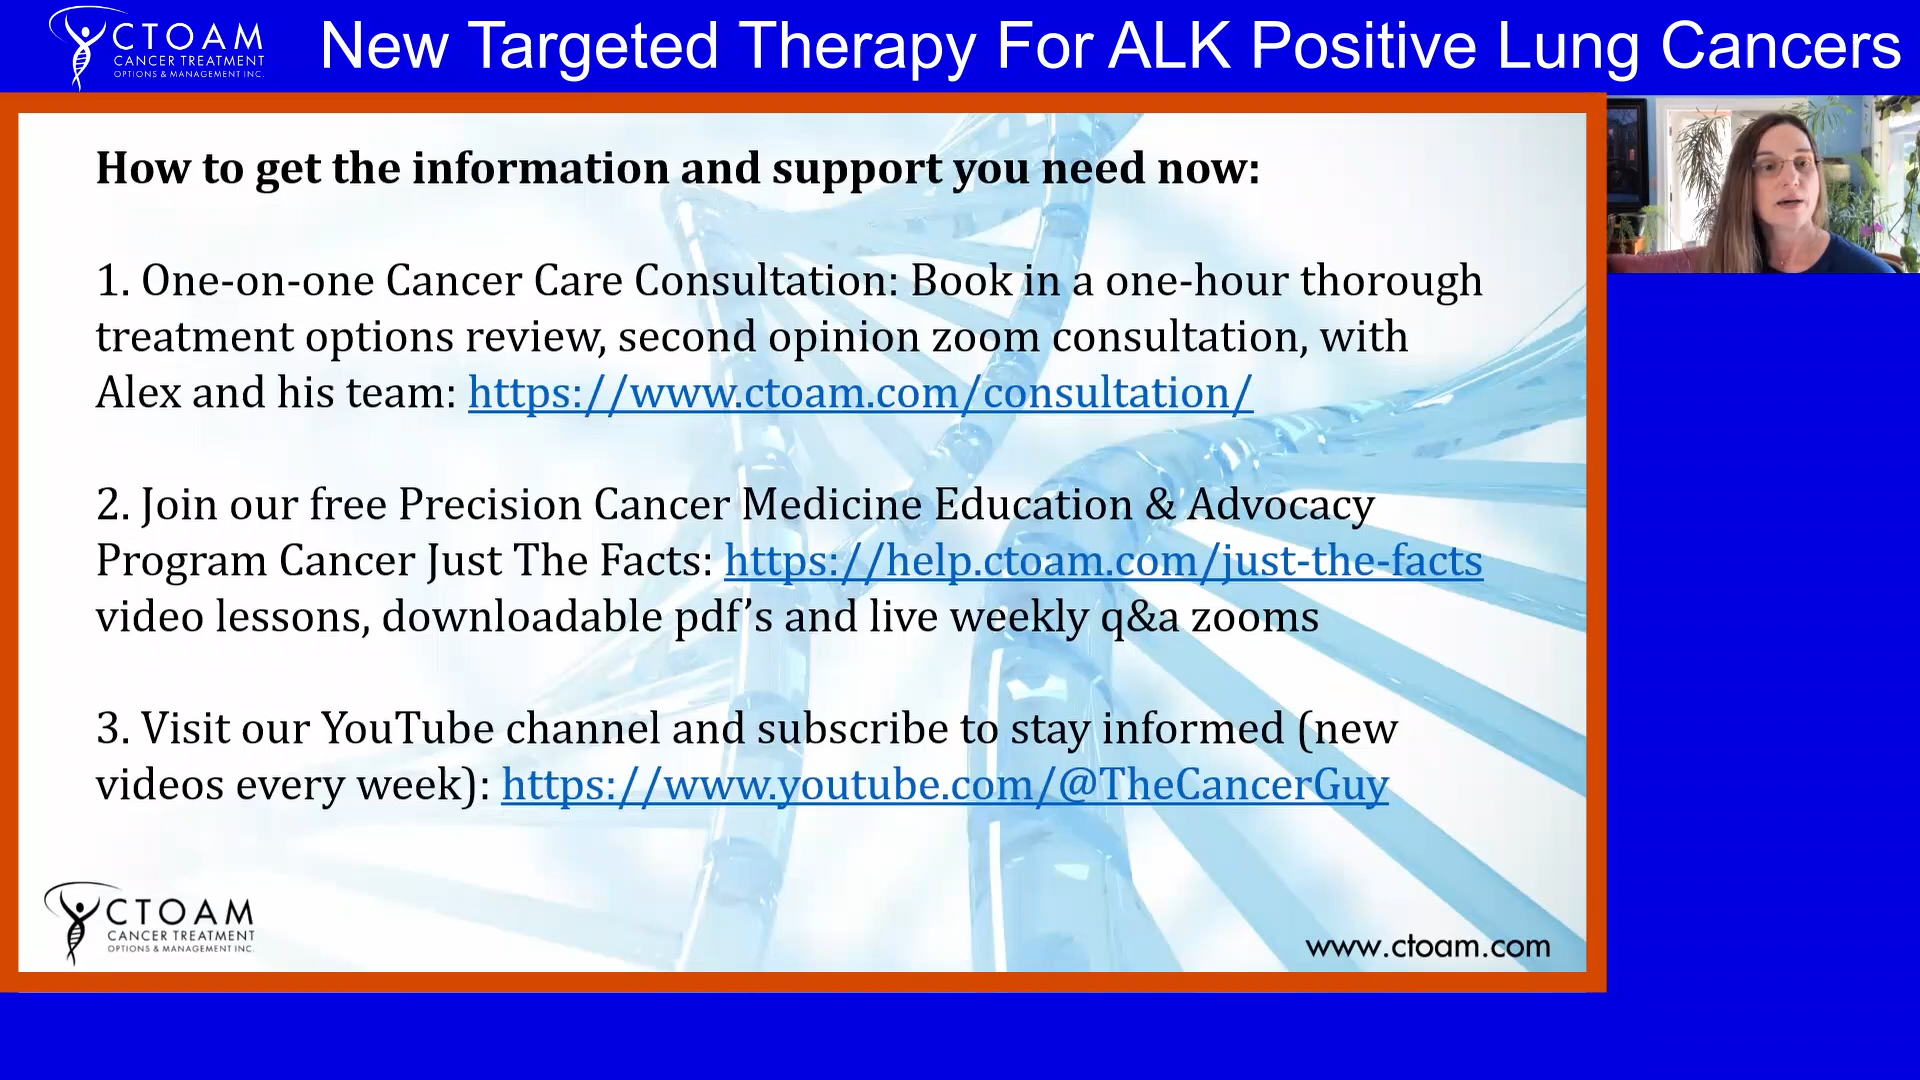 CTOAM
CANCER TREATMENT
OPTIONS & MANAGEMENT INC.
New Targeted Therapy For ALK Positive Lung Cancers
How to get the information and support you need now:
1. One-on-one Cancer Care Consultation: Book in a one-hour thorough
treatment options review, second opinion zoom consultation, with
Alex and his team: https://www.ctoam.com/consultation/
2. Join our free Precision Cancer Medicine Education & Advocacy
Program Cancer Just The Facts: https://help.ctoam.com/just-the-facts
video lessons, downloadable pdf’s and live weekly q&a zooms
3. Visit our YouTube channel and subscribe to stay informed (new
videos every week): https://www.youtube.com/@TheCancerGuy
CTOAM
CANCER TREATMENT
OPTIONS & MANAGEMENT INC.
www.ctoam.com